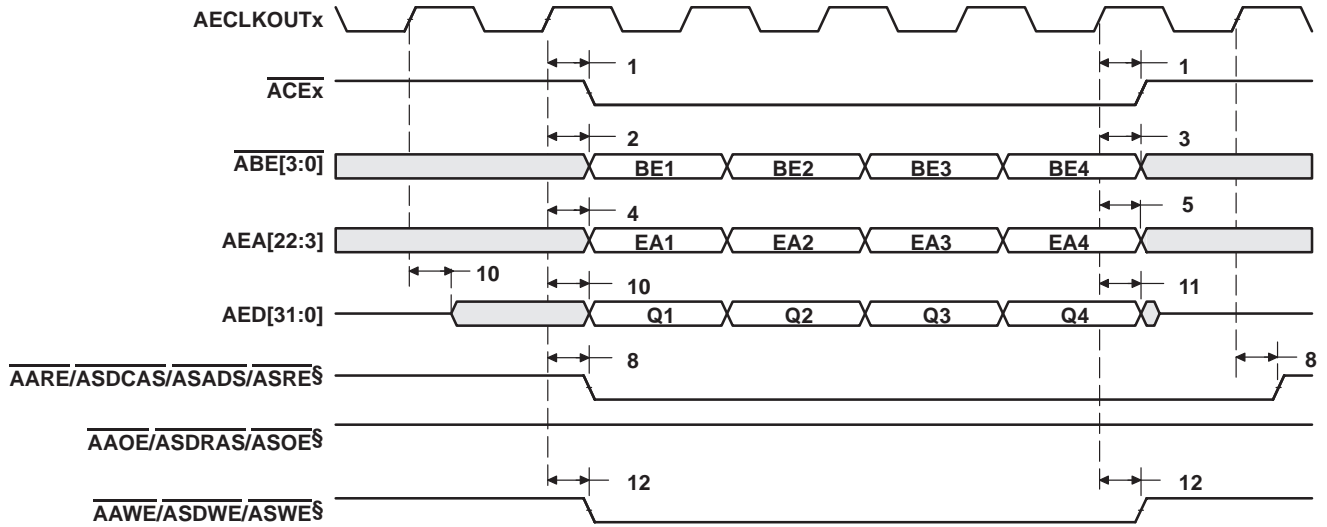 AECLKOUTx
1 1
ACEx
2 3
ABE[3:0] BE1 BE2 BE3 BE4
4 5
AEA[22:3] EA1 EA2 EA3 EA4
10 10 11
AED[31:0] Q1 Q2 Q3 Q4
8 8
AARE/ASDCAS/ASADS/ASRE§
AAOE/ASDRAS/ASOE§
12 12
AAWE/ASDWE/ASWE§